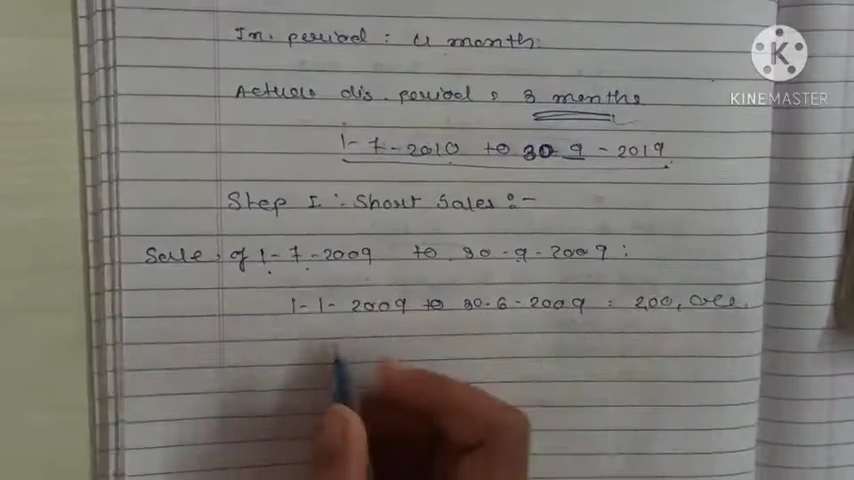 In. period : 4 month.
Actual dis. period : 3 months
1-7-2010 to 30 9-2019
Step I :- Short Sales :-
Sale of 1-7-2009 to 30-9-2009 :
1-1-2009 to 30.6-2009 : 200,000
K
KINEMASTER